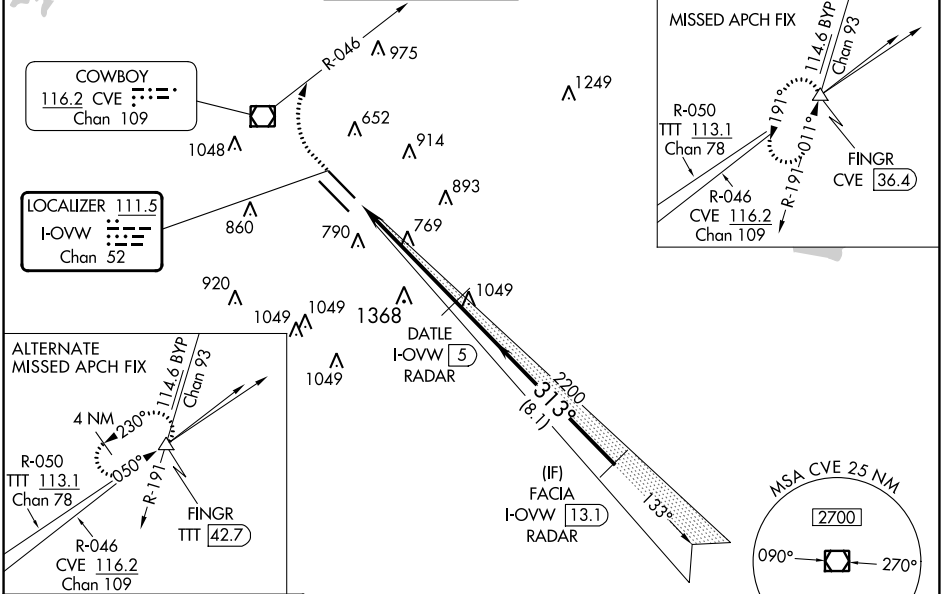 R-046
975
1249
COWBOY
116.2 CVE
Chan 109
1048
652
914
893
LOCALIZER 111.5
I-OVW
Chan 52
860
790
769
920
1049
1049
1368
1049
1049
DATLE
I-OVW 5
RADAR
2200
313°
(8.1)
(IF)
FACIA
I-OVW 13.1
RADAR
133°
MISSED APCH FIX
114.6 BYP
Chan 93
191°
011°
R-050
TTT 113.1
Chan 78
R-191
FINGR
CVE 36.4
R-046
CVE 116.2
Chan 109
ALTERNATE
MISSED APCH FIX
114.6 BYP
Chan 93
4 NM
230°
050°
R-050
TTT 113.1
Chan 78
R-191
FINGR
TTT 42.7
R-046
CVE 116.2
Chan 109
MSA CVE 25 NM
2700
090°
270°